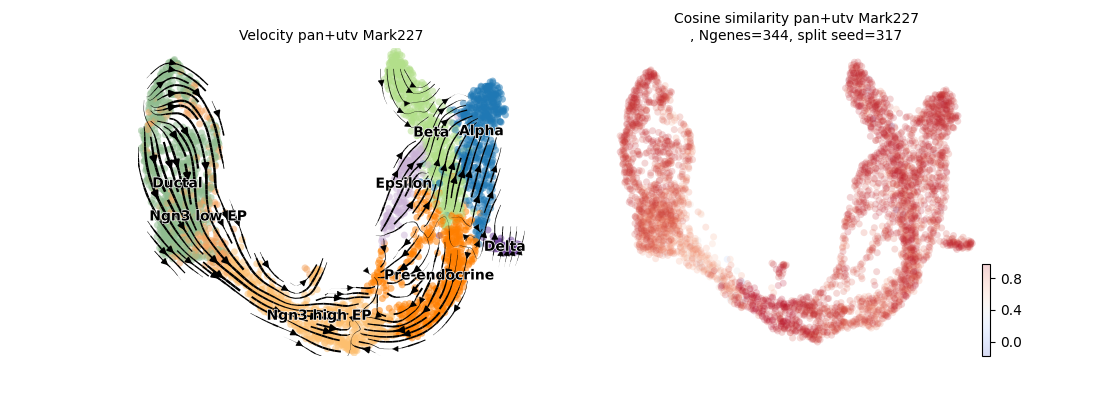 Velocity pan+utv Mark227
Beta
Alpha
Epsilon
Ductal
Ngn3 low EP
Delta
Pre-endocrine
Ngn3 high EP
Cosine similarity pan+utv Mark227
, Ngenes=344, split seed=317
0.8
0.4
0.0